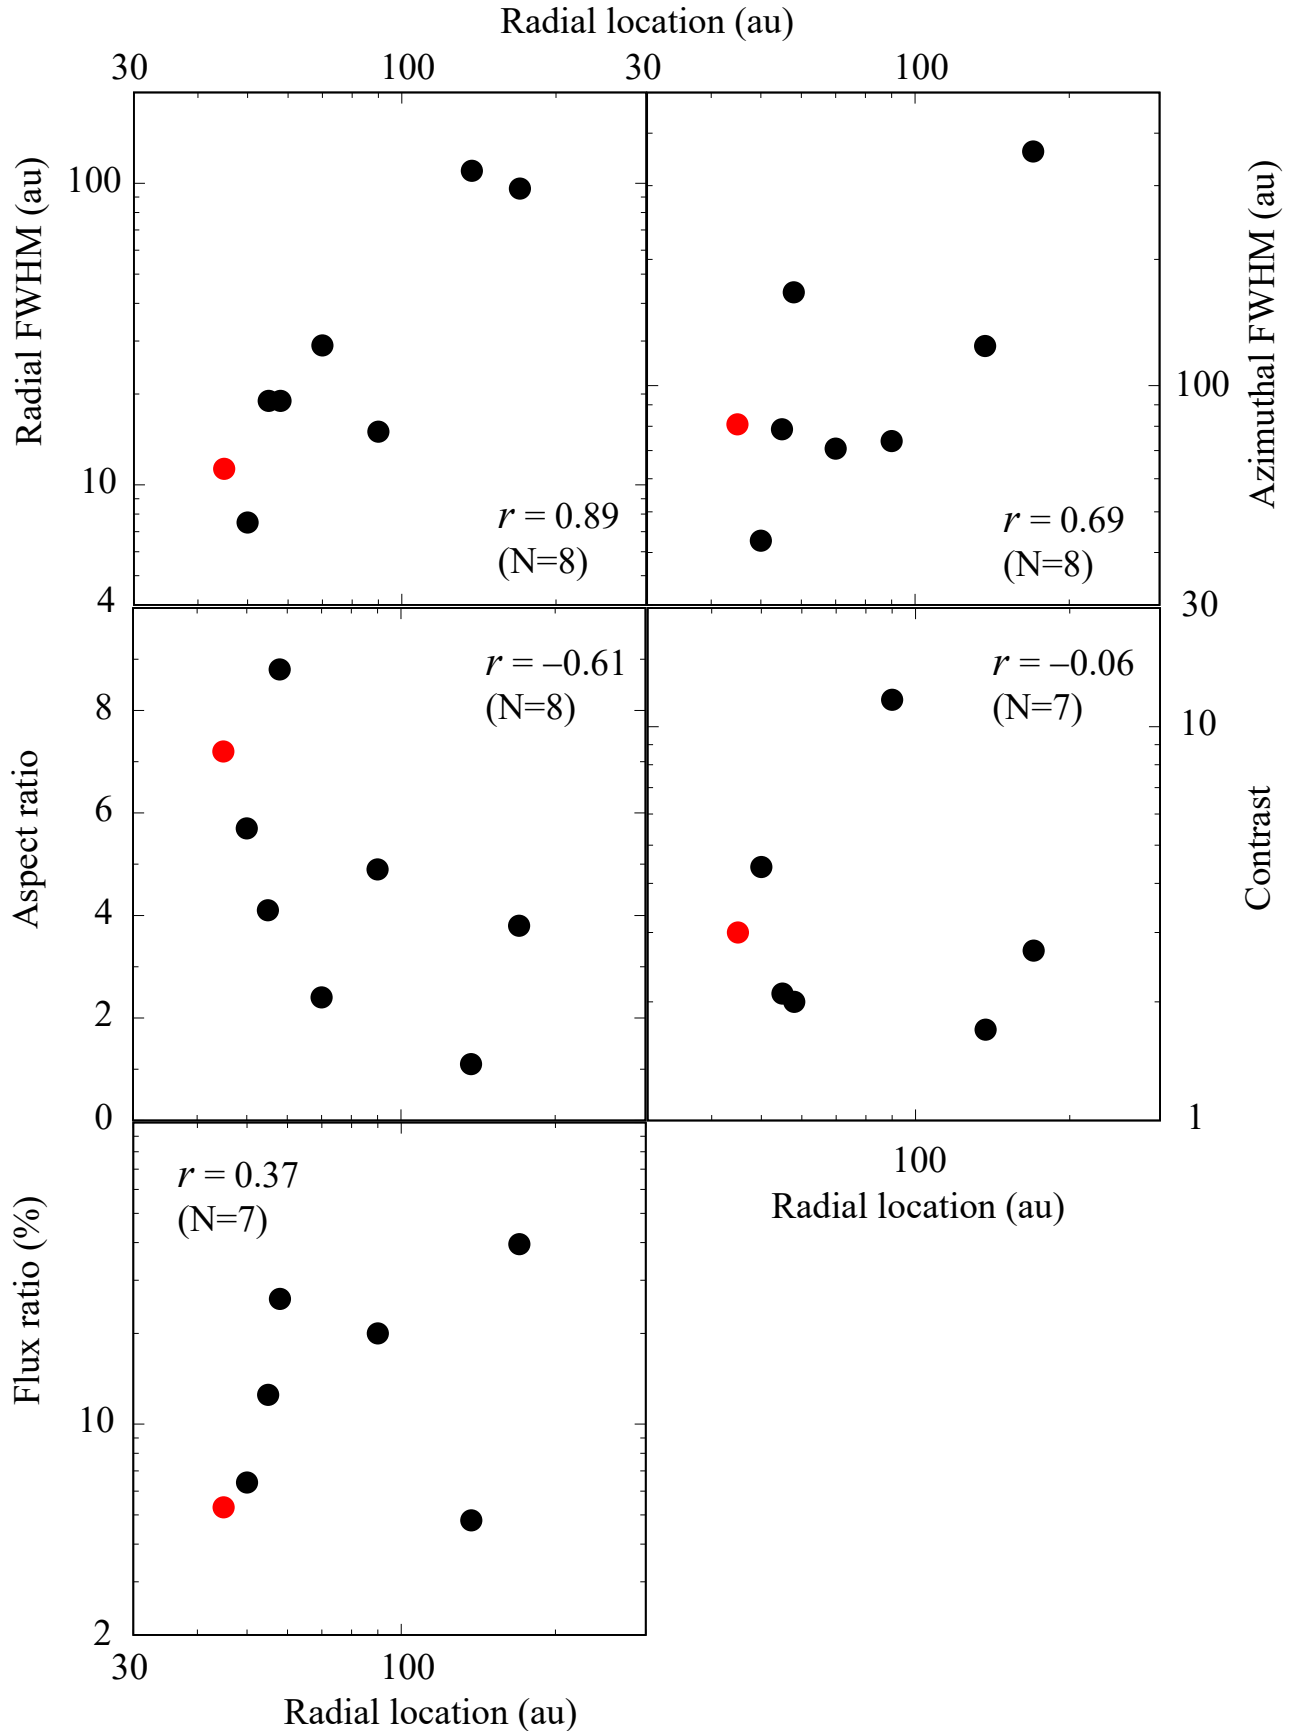 Radial location (au)
30
100
30
100
Radial FWHM (au)
100
10
4
r = 0.89
(N=8)
Azimuthal FWHM (au)
100
30
r = 0.69
(N=8)
Aspect ratio
8
6
4
2
0
r = –0.61
(N=8)
Contrast
10
1
r = –0.06
(N=7)
100
Radial location (au)
Flux ratio (%)
10
2
r = 0.37
(N=7)
30
100
Radial location (au)